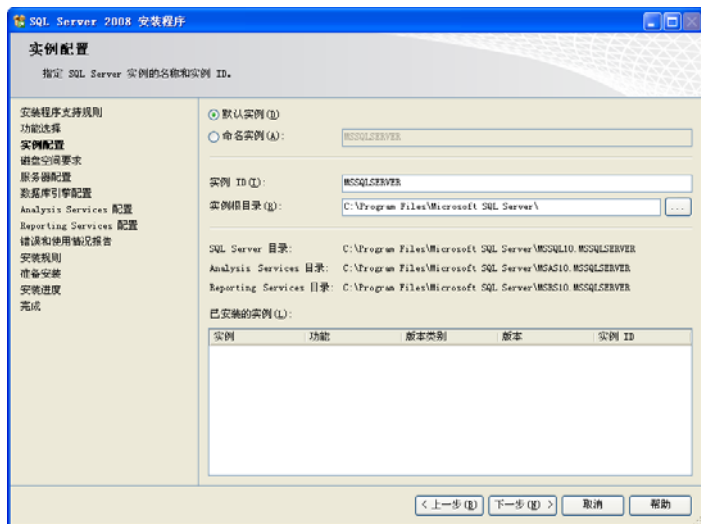 SQL Server 2008 安装程序
实例配置
指定 SQL Server 实例的名称和实例 ID。
安装程序支持规则
功能选择
实例配置
磁盘空间要求
服务器配置
数据库引擎配置
Analysis Services 配置
Reporting Services 配置
错误和使用情况报告
安装规则
准备安装
安装进度
完成
默认实例(D)
命名实例(A): MSSQLSERVER
实例 ID(I): MSSQLSERVER
实例根目录(R): C:\Program Files\Microsoft SQL Server\ ...
SQL Server 目录: C:\Program Files\Microsoft SQL Server\MSSQL10.MSSQLSERVER
Analysis Services 目录: C:\Program Files\Microsoft SQL Server\MSAS10.MSSQLSERVER
Reporting Services 目录: C:\Program Files\Microsoft SQL Server\MSRS10.MSSQLSERVER
已安装的实例(L):
实例 功能 版本类别 版本 实例 ID
< 上一步(B) 下一步(N) > 取消 帮助